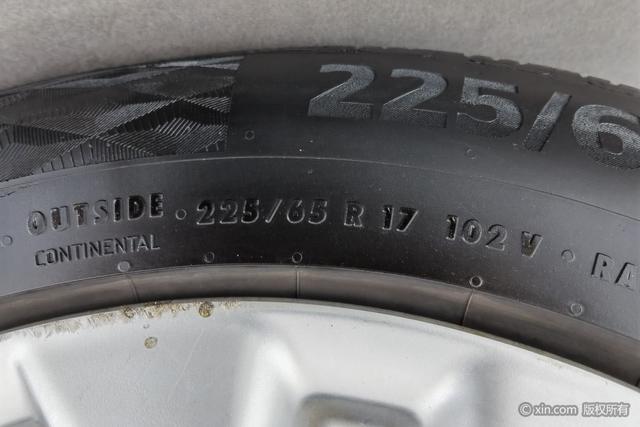 225/6
OUTSIDE · 225/65 R 17 102 V · RA
CONTINENTAL
© xin.com 版权所有